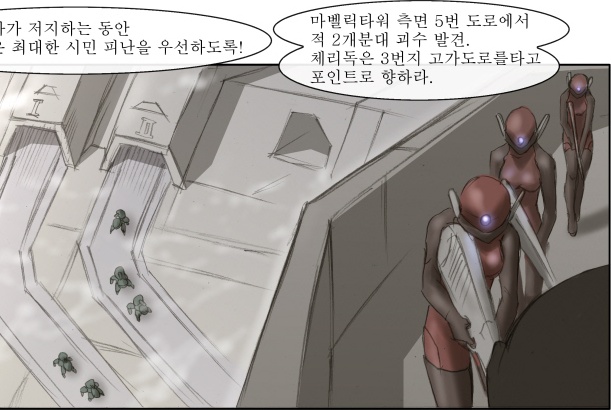 가 저지하는 동안
최대한 시민 피난을 우선하도록!
마벨릭타워 측면 5번 도로에서
적 2개분대 괴수 발견.
체리독은 3번지 고가도로를타고
포인트로 향하라.
I
II